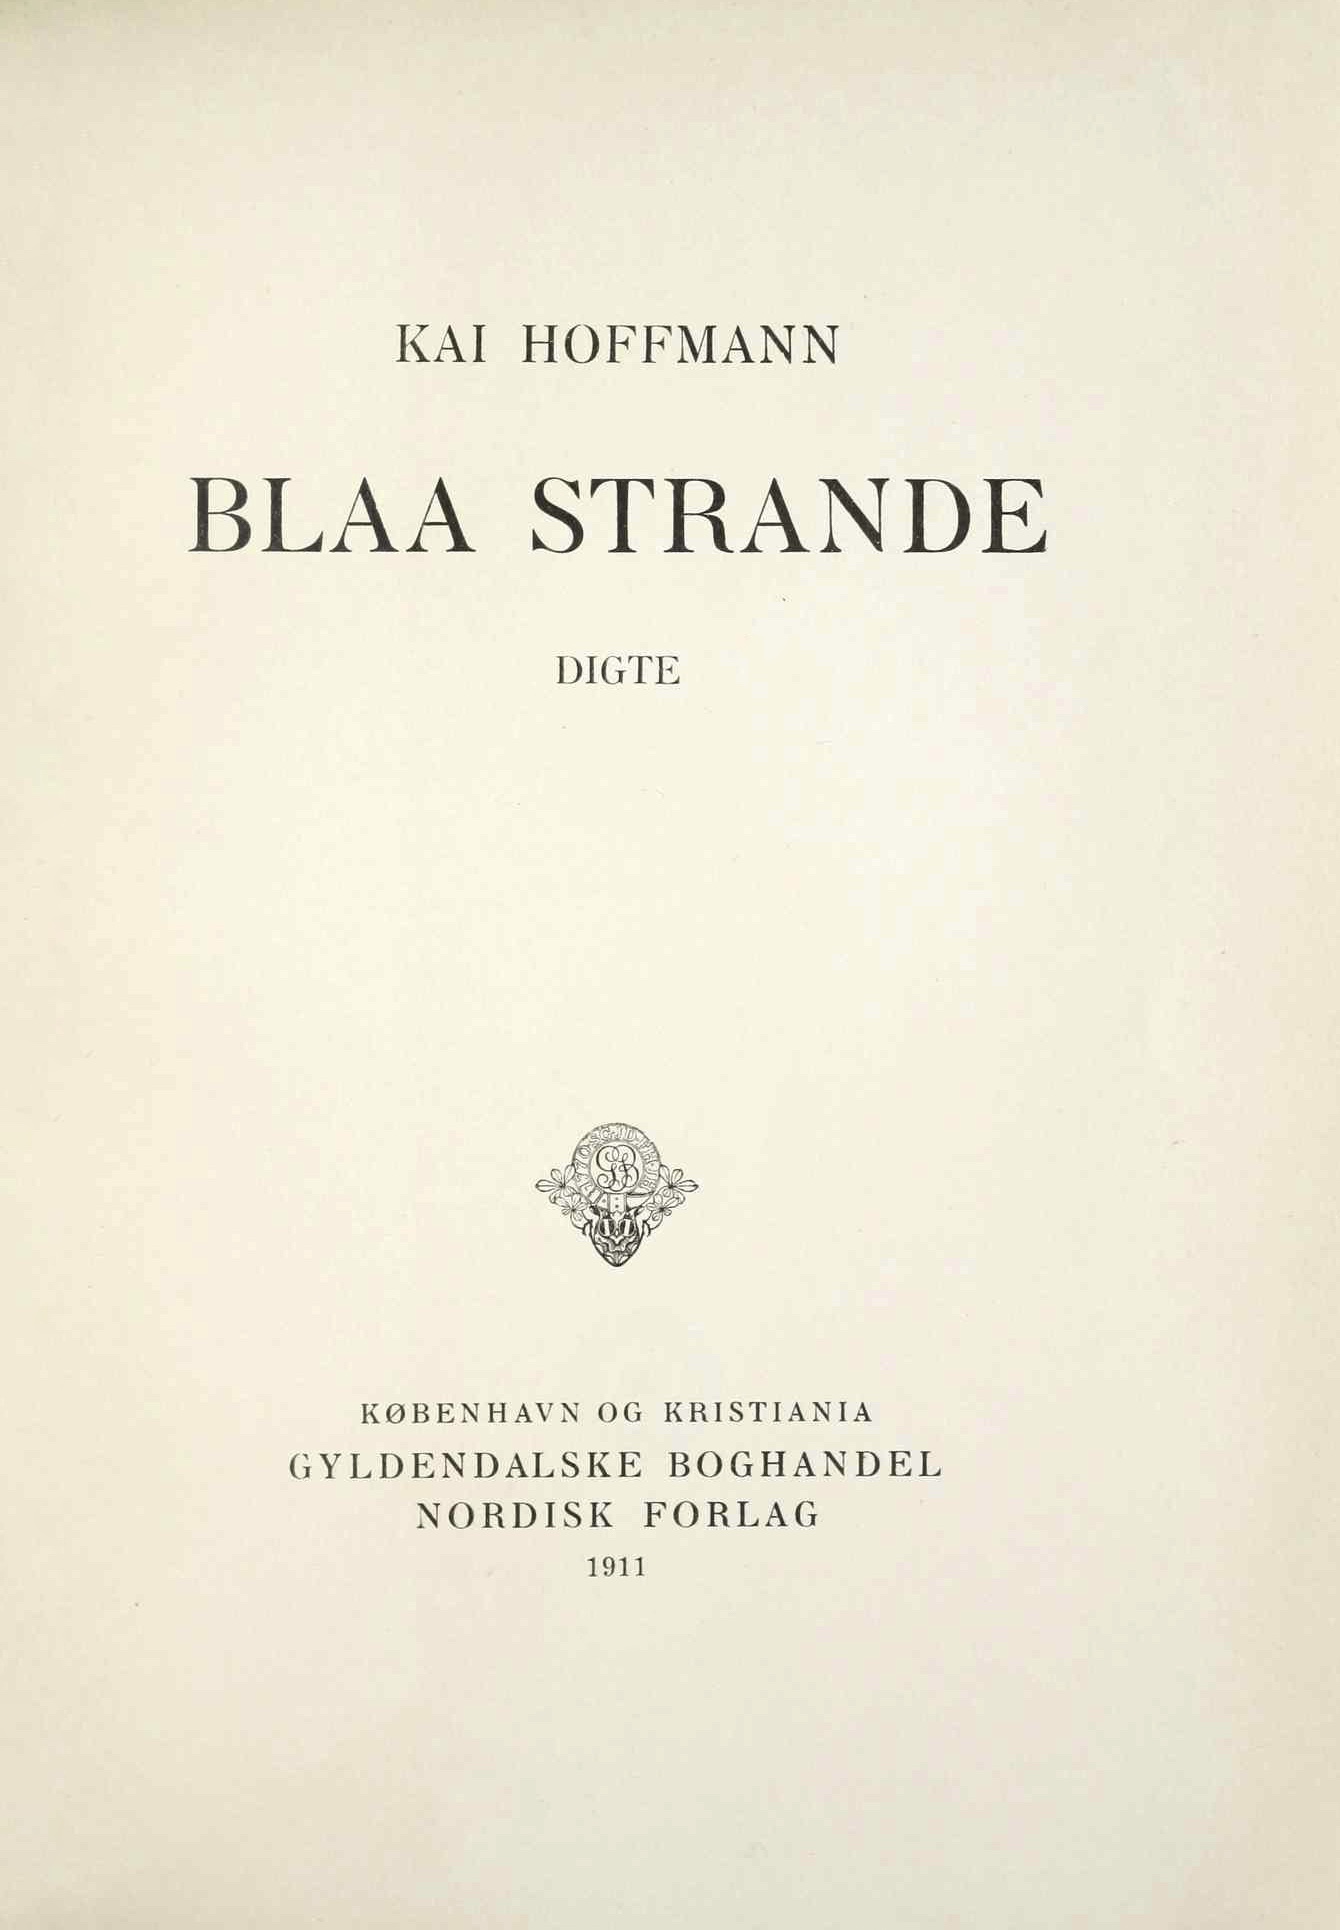 KAI HOFFMANN
BLAA STRANDE
DIGTE
KØBENHAVN OG KRISTIANIA
GYLDENDALSKE BOGHANDEL
NORDISK FORLAG
1911